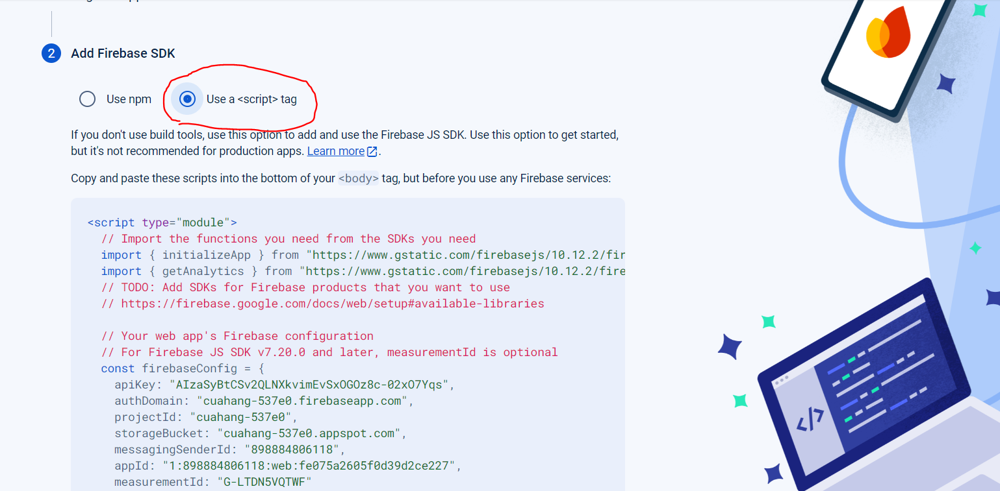 2
Add Firebase SDK
Use npm
Use a <script> tag
If you don't use build tools, use this option to add and use the Firebase JS SDK. Use this option to get started,
but it's not recommended for production apps. Learn more.
Copy and paste these scripts into the bottom of your <body> tag, but before you use any Firebase services:
<script type="module">
// Import the functions you need from the SDKs you need
import { initializeApp } from "https://www.gstatic.com/firebasejs/10.12.2/fir
import { getAnalytics } from "https://www.gstatic.com/firebasejs/10.12.2/fire
// TODO: Add SDKs for Firebase products that you want to use
// https://firebase.google.com/docs/web/setup#available-libraries
// Your web app's Firebase configuration
// For Firebase JS SDK v7.20.0 and later, measurementId is optional
const firebaseConfig = {
apiKey: "AIzaSyBtCSv2QLNXkvimEvSxOGOz8c-02xO7Yqs",
authDomain: "cuahang-537e0.firebaseapp.com",
projectId: "cuahang-537e0",
storageBucket: "cuahang-537e0.appspot.com",
messagingSenderId: "898884806118",
appId: "1:898884806118:web:fe075a2605f0d39d2ce227",
measurementId: "G-LTDN5VQTWF"
</>